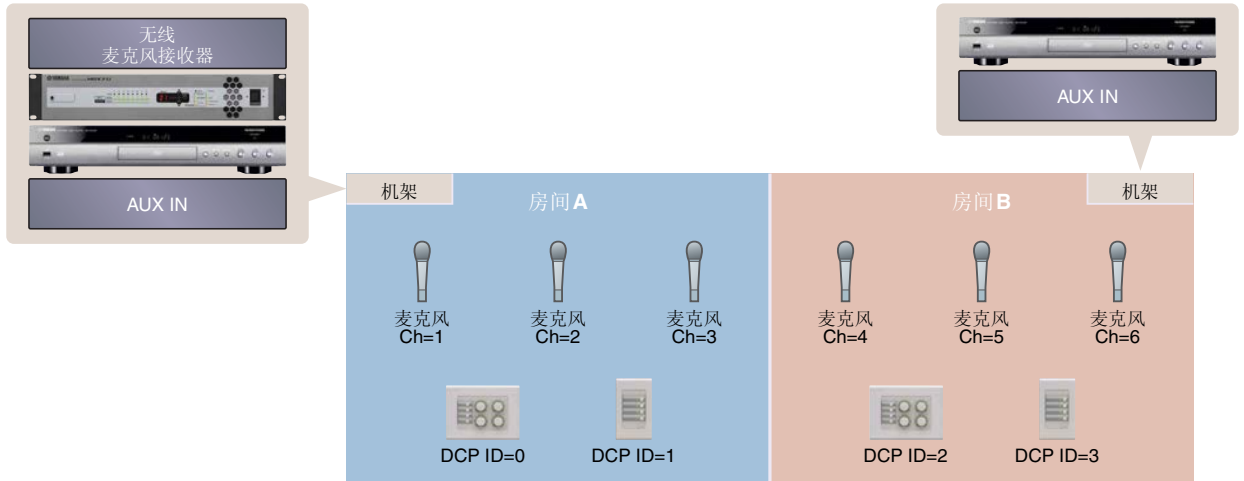 无线
麦克风接收器
AUX IN
AUX IN
机架
房间A
房间B
机架
麦克风
Ch=1
麦克风
Ch=2
麦克风
Ch=3
麦克风
Ch=4
麦克风
Ch=5
麦克风
Ch=6
DCP ID=0
DCP ID=1
DCP ID=2
DCP ID=3